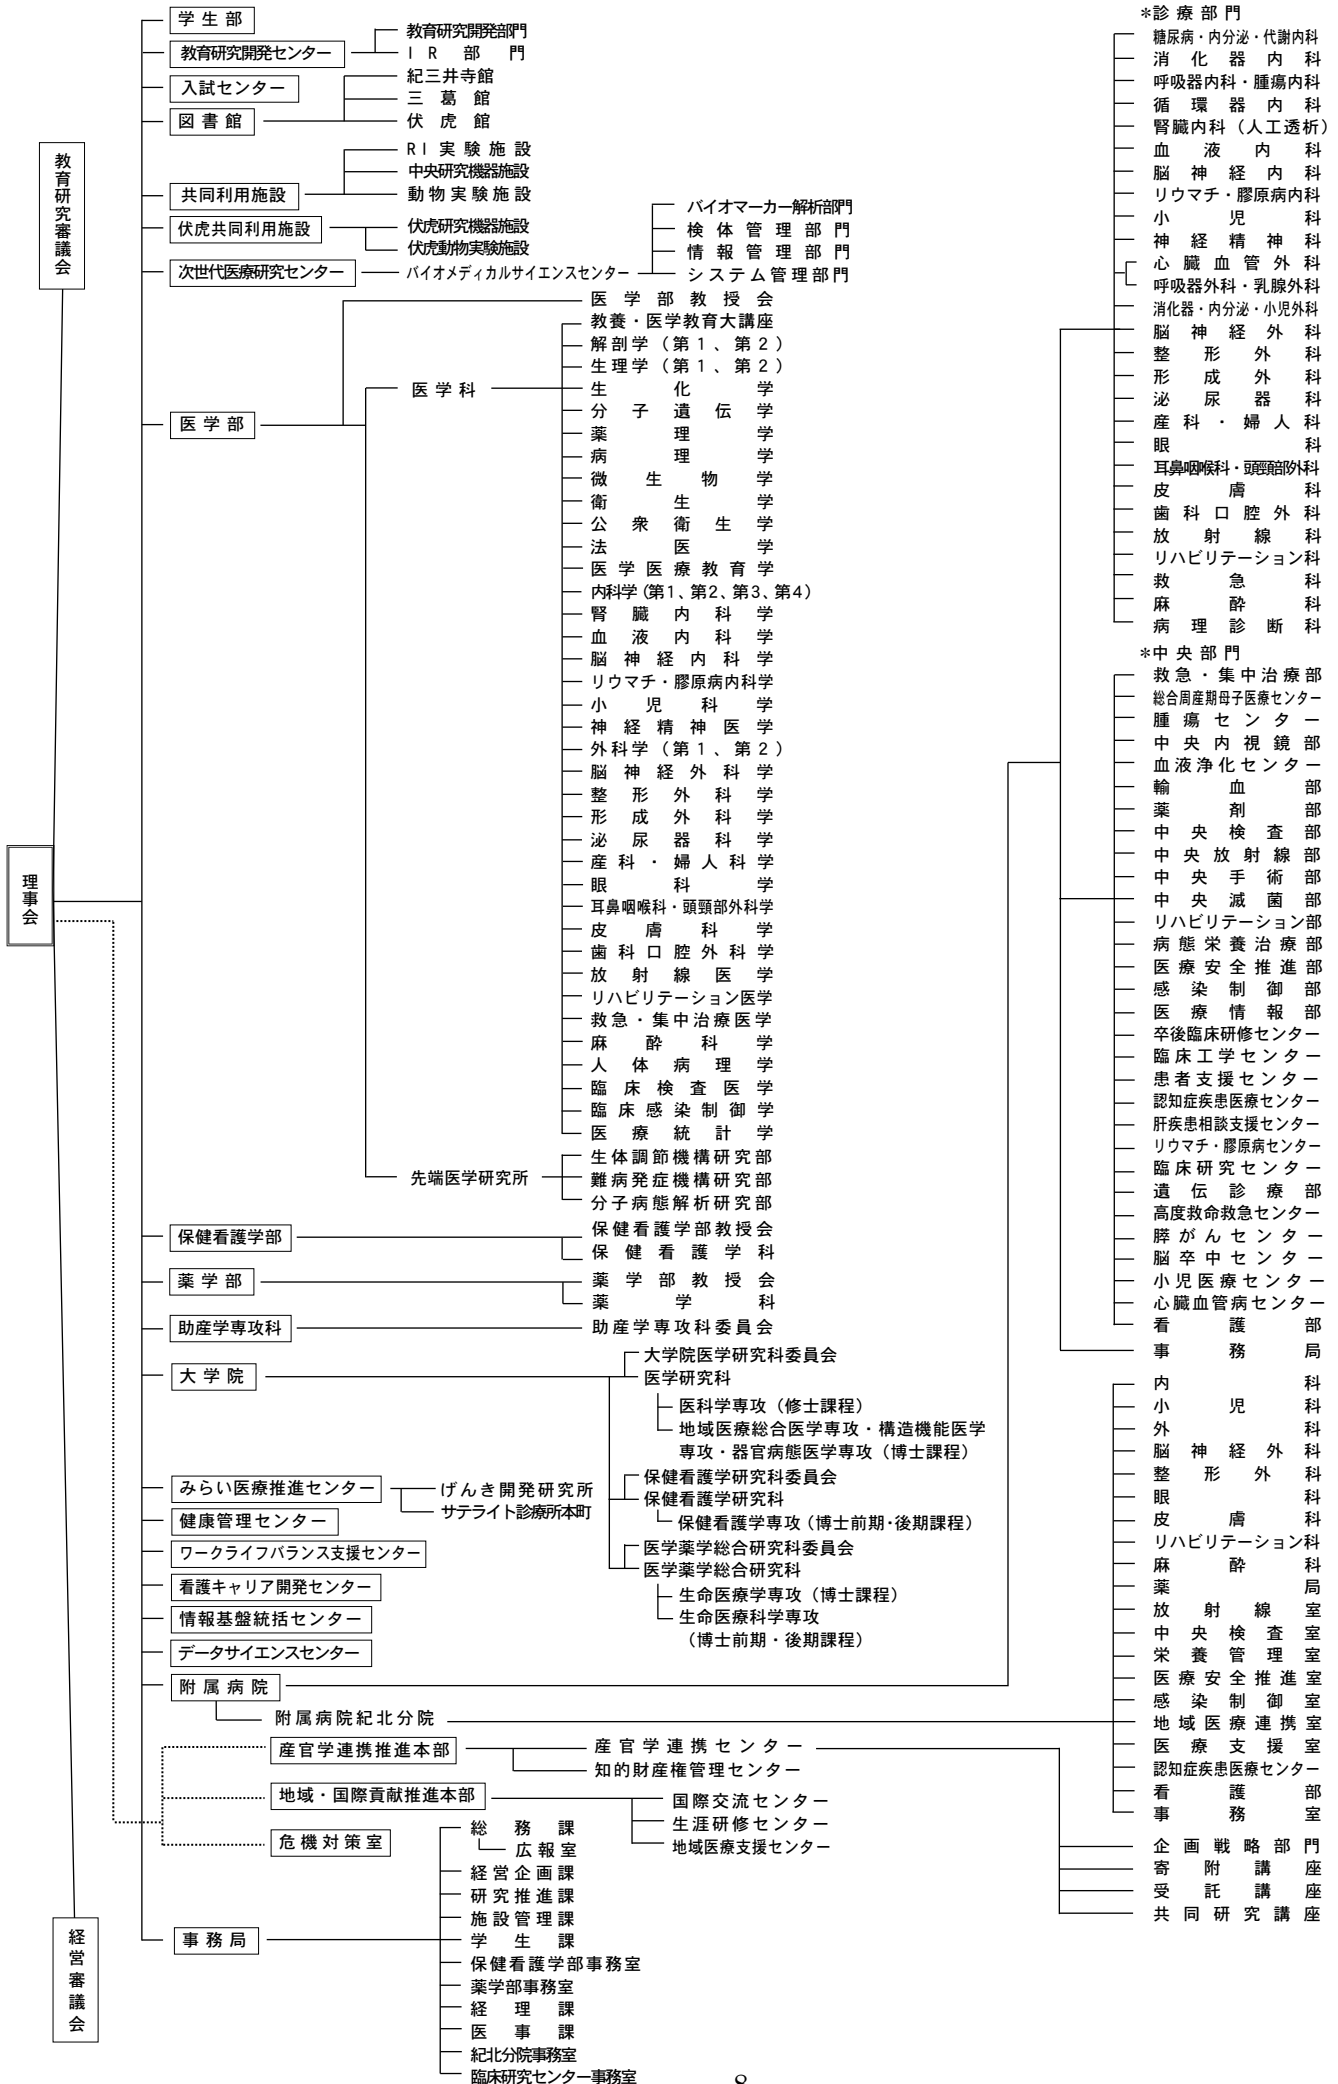 教育研究審議会
理事会
経営審議会
学生部
教育研究開発センター
教育研究開発部門
IR部門
入試センター
図書館
紀三井寺館
三葛館
伏虎館
共同利用施設
RI実験施設
中央研究機器施設
動物実験施設
伏虎共同利用施設
伏虎研究機器施設
伏虎動物実験施設
次世代医療研究センター
バイオメディカルサイエンスセンター
バイオマーカー解析部門
検体管理部門
情報管理部門
システム管理部門
医学部
医学部教授会
医学科
教養・医学教育大講座
解剖学(第1、第2)
生理学(第1、第2)
生化学
分子遺伝学
薬理学
病理学
微生物学
衛生学
公衆衛生学
法医学
医学医療教育学
内科学(第1、第2、第3、第4)
腎臓内科学
血液内科学
脳神経内科学
リウマチ・膠原病内科学
小児科学
神経精神医学
外科学(第1、第2)
脳神経外科学
整形外科学
形成外科学
泌尿器科学
産科・婦人科学
眼科学
耳鼻咽喉科・頭頸部外科学
皮膚科学
歯科口腔外科学
放射線医学
リハビリテーション医学
救急・集中治療医学
麻酔科学
人体病理学
臨床検査医学
臨床感染制御学
医療統計学
先端医学研究所
生体調節機構研究部
難病発症機構研究部
分子病態解析研究部
保健看護学部
保健看護学部教授会
保健看護学科
薬学部
薬学部教授会
薬学科
助産学専攻科
助産学専攻科委員会
大学院
大学院医学研究科委員会
医学研究科
医科学専攻(修士課程)
地域医療総合医学専攻・構造機能医学
専攻・器官病態医学専攻(博士課程)
保健看護学研究科委員会
保健看護学研究科
保健看護学専攻(博士前期・後期課程)
医学薬学総合研究科委員会
医学薬学総合研究科
生命医療学専攻(博士課程)
生命医療科学専攻
(博士前期・後期課程)
みらい医療推進センター
げんき開発研究所
サテライト診療所本町
健康管理センター
ワークライフバランス支援センター
看護キャリア開発センター
情報基盤統括センター
データサイエンスセンター
附属病院
附属病院紀北分院
産官学連携推進本部
産官学連携センター
知的財産権管理センター
地域・国際貢献推進本部
国際交流センター
生涯研修センター
地域医療支援センター
危機対策室
事務局
総務課
広報室
経営企画課
研究推進課
施設管理課
学生課
保健看護学部事務室
薬学部事務室
経理課
医事課
紀北分院事務室
臨床研究センター事務室
*診療部門
糖尿病・内分泌・代謝内科
消化器内科
呼吸器内科・腫瘍内科
循環器内科
腎臓内科(人工透析)
血液内科
脳神経内科
リウマチ・膠原病内科
小児科
神経精神科
心臓血管外科
呼吸器外科・乳腺外科
消化器・内分泌・小児外科
脳神経外科
整形外科
形成外科
泌尿器科
産科・婦人科
眼科
耳鼻咽喉科・頭頸部外科
皮膚科
歯科口腔外科
放射線科
リハビリテーション科
救急科
麻酔科
病理診断科
*中央部門
救急・集中治療部
総合周産期母子医療センター
腫瘍センター
中央内視鏡部
血液浄化センター
輸血部
薬剤部
中央検査部
中央放射線部
中央手術部
中央滅菌部
リハビリテーション部
病態栄養治療部
医療安全推進部
感染制御部
医療情報部
卒後臨床研修センター
臨床工学センター
患者支援センター
認知症疾患医療センター
肝疾患相談支援センター
リウマチ・膠原病センター
臨床研究センター
遺伝診療部
高度救命救急センター
膵がんセンター
脳卒中センター
小児医療センター
心臓血管病センター
看護部
事務局
内科
小児科
外科
脳神経外科
整形外科
眼科
皮膚科
リハビリテーション科
麻酔科
薬局
放射線室
中央検査室
栄養管理室
医療安全推進室
感染制御室
地域医療連携室
医療支援室
認知症疾患医療センター
看護部
事務室
企画戦略部門
寄附講座
受託講座
共同研究講座
8